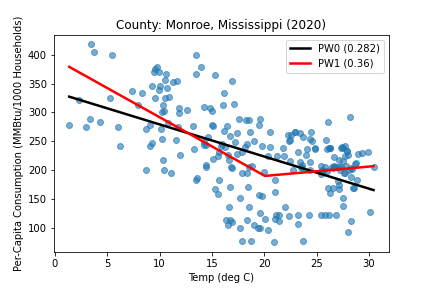 County: Monroe, Mississippi (2020)
PW0 (0.282)
PW1 (0.36)
Per-Capita Consumption (MMBtu/1000 Households)
400
350
300
250
200
150
100
0 5 10 15 20 25 30
Temp (deg C)